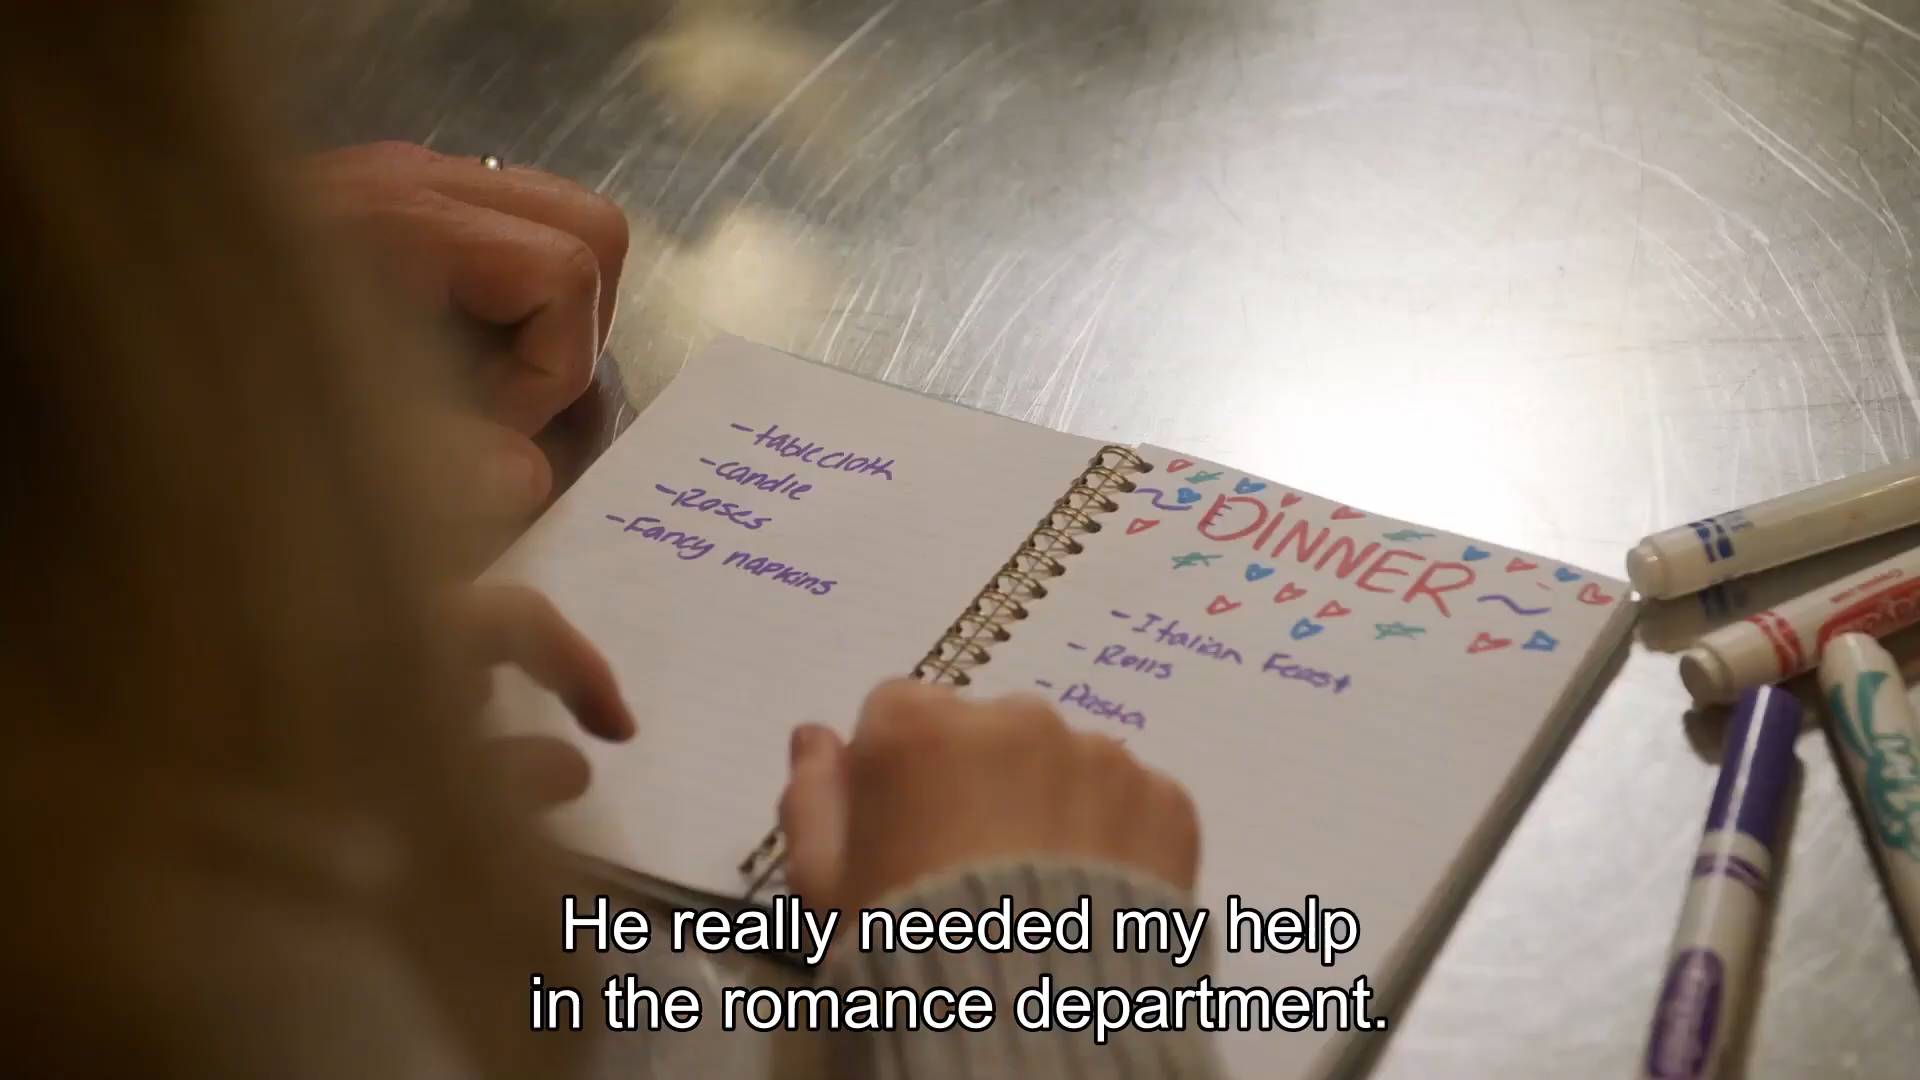 -tablecloth
-candle
-Roses
-Fancy napkins
~DINNER~
-Italian Feast
-Rolls
-Pasta
He really needed my help
in the romance department.